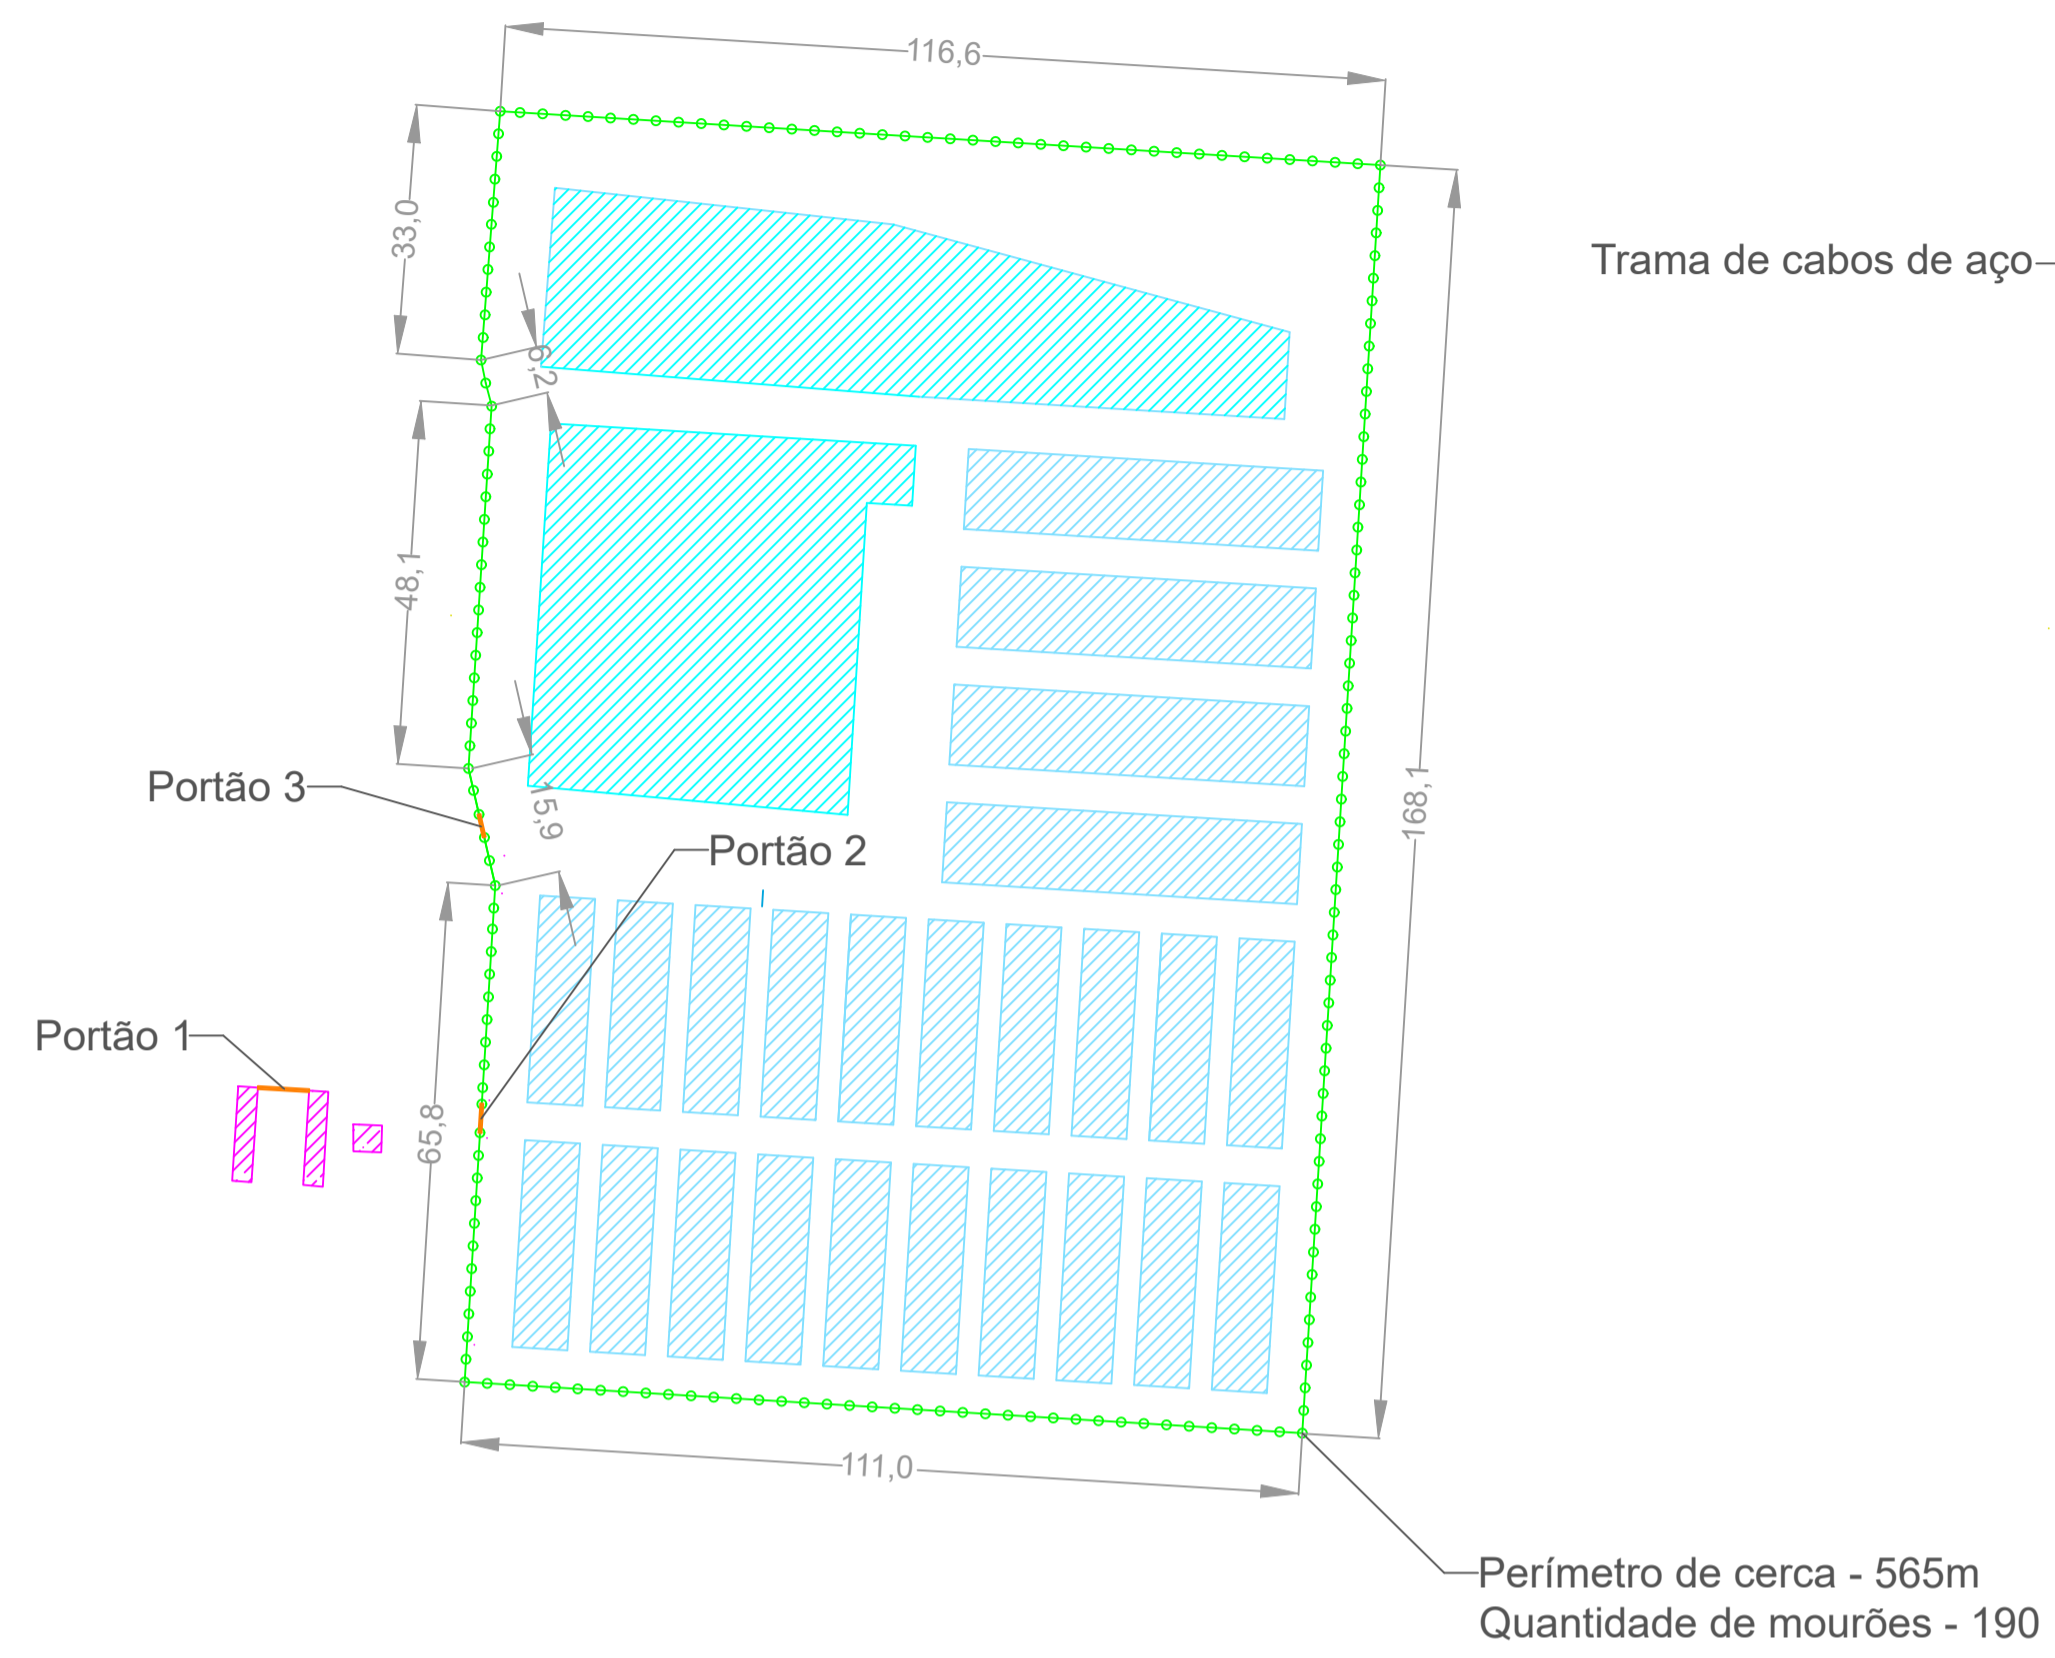 116,6
33,0
Trama de cabos de aço
6,2
48,1
168,1
Portão 3
15,9
Portão 2
Portão 1
65,8
111,0
Perímetro de cerca - 565m
Quantidade de mourões - 190